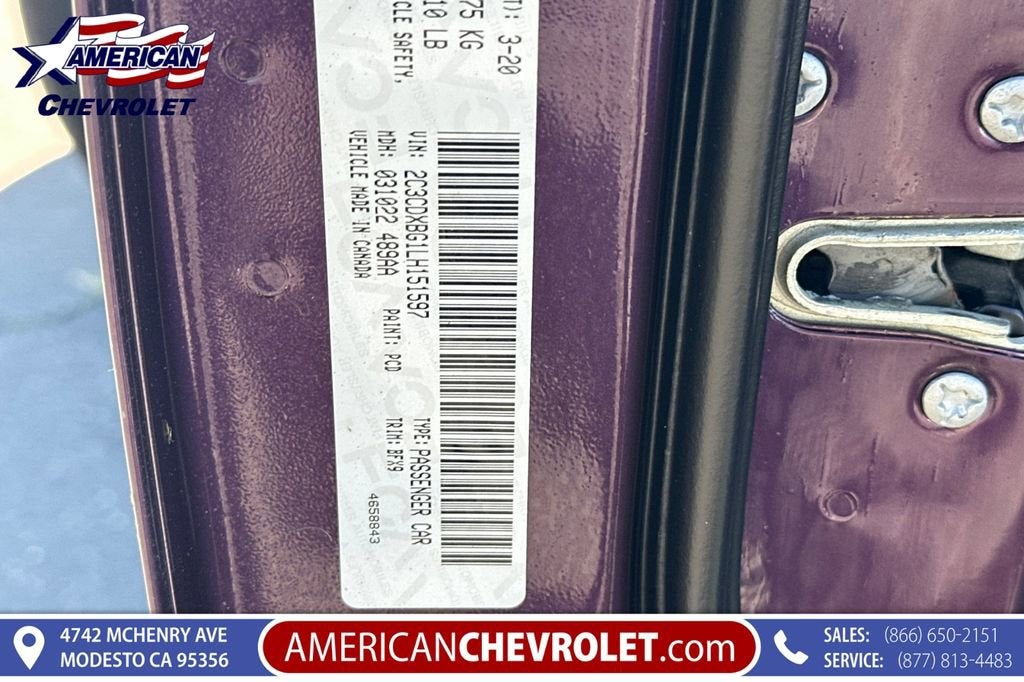 AMERICAN
CHEVROLET
T): 3-20
75 KG
10 LB
CLE SAFETY,
VIN: 2C3CDXBG1LH151597
TYPE: PASSENGER CAR
MDH: 031022 489AA
PAINT: PCD
TRIM: BFX9
VEHICLE MADE IN CANADA
4658843
4742 MCHENRY AVE
MODESTO CA 95356
AMERICANCHEVROLET.com
SALES: (866) 650-2151
SERVICE: (877) 813-4483